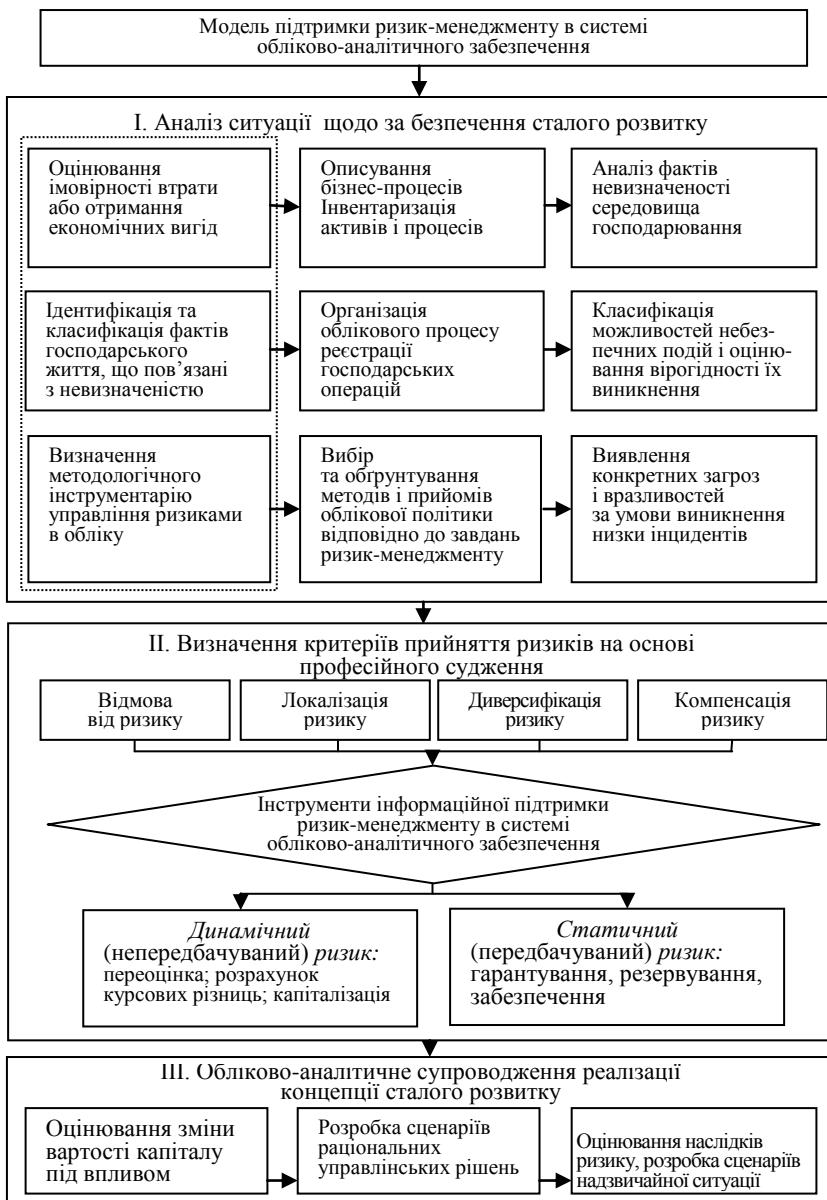 Модель підтримки ризик-менеджменту в системі
обліково-аналітичного забезпечення
І. Аналіз ситуації щодо за безпечення сталого розвитку
Оцінювання
імовірності втрати
або отримання
економічних вигід
Описування
бізнес-процесів
Інвентаризація
активів і процесів
Аналіз фактів
невизначеності
середовища
господарювання
Ідентифікація та
класифікація фактів
господарського
життя, що пов’язані
з невизначеністю
Організація
облікового процесу
реєстрації
господарських
операцій
Класифікація
можливостей небез-
печних подій і оціню-
вання вірогідності їх
виникнення
Визначення
методологічного
інструментарію
управління ризиками
в обліку
Вибір
та обґрунтування
методів і прийомів
облікової політики
відповідно до завдань
ризик-менеджменту
Виявлення
конкретних загроз
і вразливостей
за умови виникнення
низки інцидентів
ІІ. Визначення критеріїв прийняття ризиків на основі
професійного судження
Відмова
від ризику
Локалізація
ризику
Диверсифікація
ризику
Компенсація
ризику
Інструменти інформаційної підтримки
ризик-менеджменту в системі
обліково-аналітичного забезпечення
Динамічний
(непередбачуваний) ризик:
переоцінка; розрахунок
курсових різниць; капіталізація
Статичний
(передбачуваний) ризик:
гарантування, резервування,
забезпечення
ІІІ. Обліково-аналітичне супроводження реалізації
концепції сталого розвитку
Оцінювання зміни
вартості капіталу
під впливом
Розробка сценаріїв
раціональних
управлінських рішень
Оцінювання наслідків
ризику, розробка сценаріїв
надзвичайної ситуації